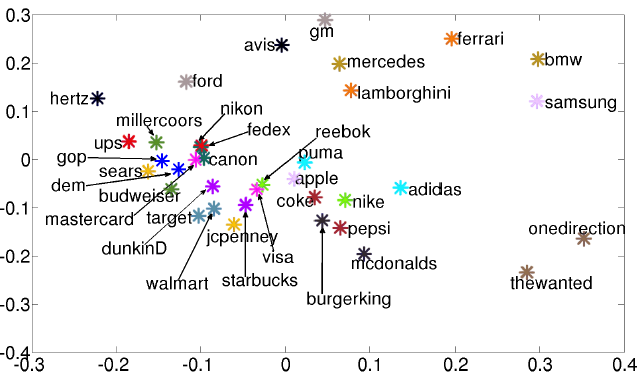 0.3
gm
avis
ferrari
0.2
mercedes
bmw
ford
lamborghini
hertz
samsung
0.1
millercoors
nikon
fedex
reebok
ups
puma
gop
canon
0
sears
apple
dem
adidas
budweiser
coke
nike
mastercard
-0.1
target
jcpenney
pepsi
onedirection
dunkinD
visa
mcdonalds
-0.2
walmart
starbucks
thewanted
burgerking
-0.3
-0.4
-0.3 -0.2 -0.1 0 0.1 0.2 0.3 0.4